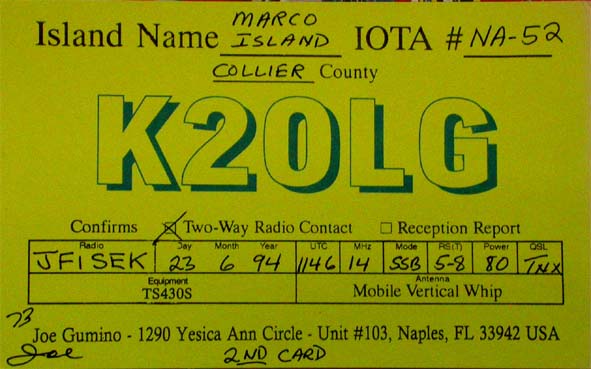 Island Name MARCO ISLAND IOTA # NA-52
COLLIER County
K2OLG
Confirms ☒ Two-Way Radio Contact ☐ Reception Report
Radio Day Month Year UTC MHz Mode RS(T) Power QSL
JF1SEK 23 6 94 1146 14 SSB 5-8 80 TNX
Equipment Antenna
TS430S Mobile Vertical Whip
73
Joe Gumino - 1290 Yesica Ann Circle - Unit #103, Naples, FL 33942 USA
Joe 2ND CARD